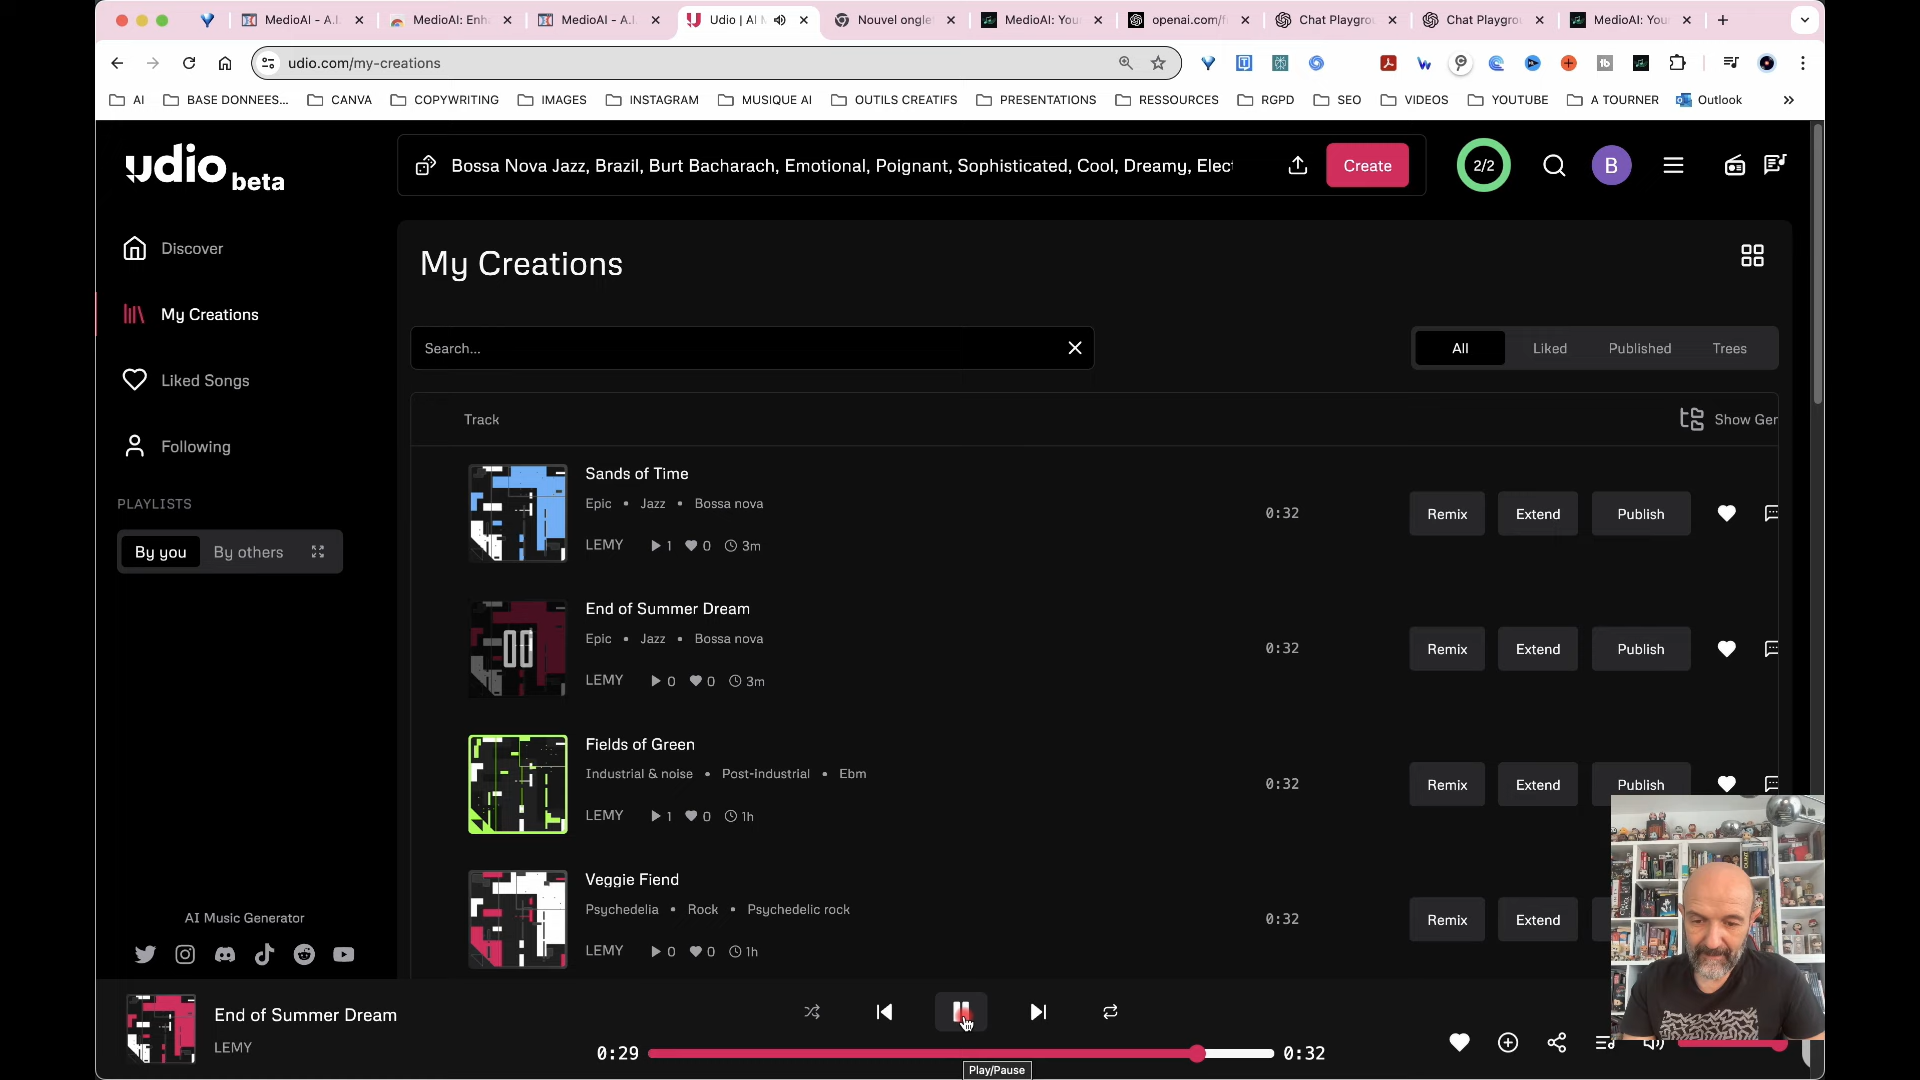 MedioAI - A.I.
MedioAI: Enh
MedioAI - A.I.
Udio | AI M
Nouvel ongle
MedioAI: You
openai.com/f
Chat Playgro
Chat Playgro
MedioAI: You
udio.com/my-creations
AI
BASE DONNEES...
CANVA
COPYWRITING
IMAGES
INSTAGRAM
MUSIQUE AI
OUTILS CREATIFS
PRESENTATIONS
RESSOURCES
RGPD
SEO
VIDEOS
YOUTUBE
A TOURNER
Outlook
udio beta
Bossa Nova Jazz, Brazil, Burt Bacharach, Emotional, Poignant, Sophisticated, Cool, Dreamy, Elect
Create
2/2
B
Discover
My Creations
Liked Songs
Following
PLAYLISTS
By you
By others
AI Music Generator
My Creations
Search...
All
Liked
Published
Trees
Track
Show Ger
Sands of Time
Epic • Jazz • Bossa nova
LEMY 1 0 3m
0:32
Remix
Extend
Publish
End of Summer Dream
Epic • Jazz • Bossa nova
LEMY 0 0 3m
0:32
Remix
Extend
Publish
Fields of Green
Industrial & noise • Post-industrial • Ebm
LEMY 1 0 1h
0:32
Remix
Extend
Publish
Veggie Fiend
Psychedelia • Rock • Psychedelic rock
LEMY 0 0 1h
0:32
Remix
Extend
End of Summer Dream
LEMY
0:29
0:32
Play/Pause